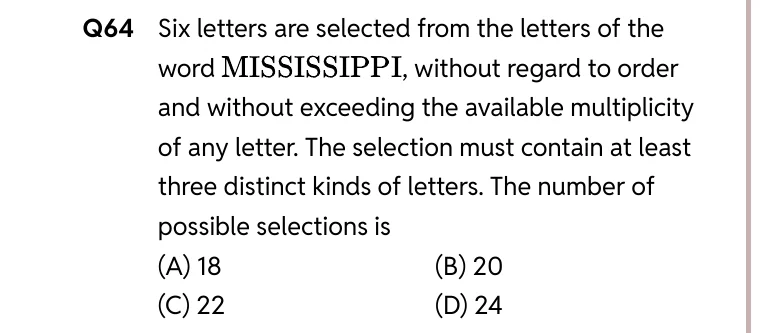 Q64 Six letters are selected from the letters of the
word MISSISSIPPI, without regard to order
and without exceeding the available multiplicity
of any letter. The selection must contain at least
three distinct kinds of letters. The number of
possible selections is
(A) 18 (B) 20
(C) 22 (D) 24